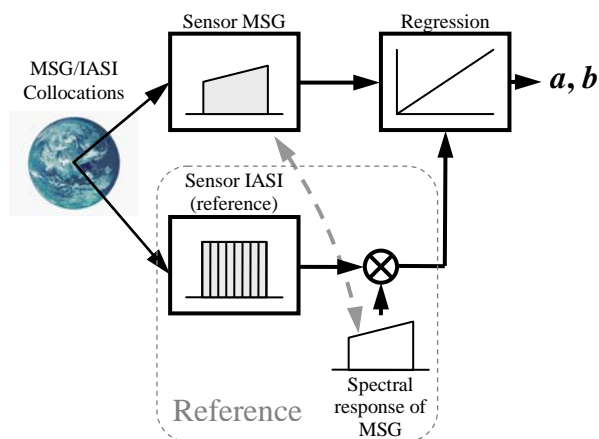 Sensor MSG
Regression
MSG/IASI
Collocations
a, b
Sensor IASI
(reference)
Spectral
response of
MSG
Reference